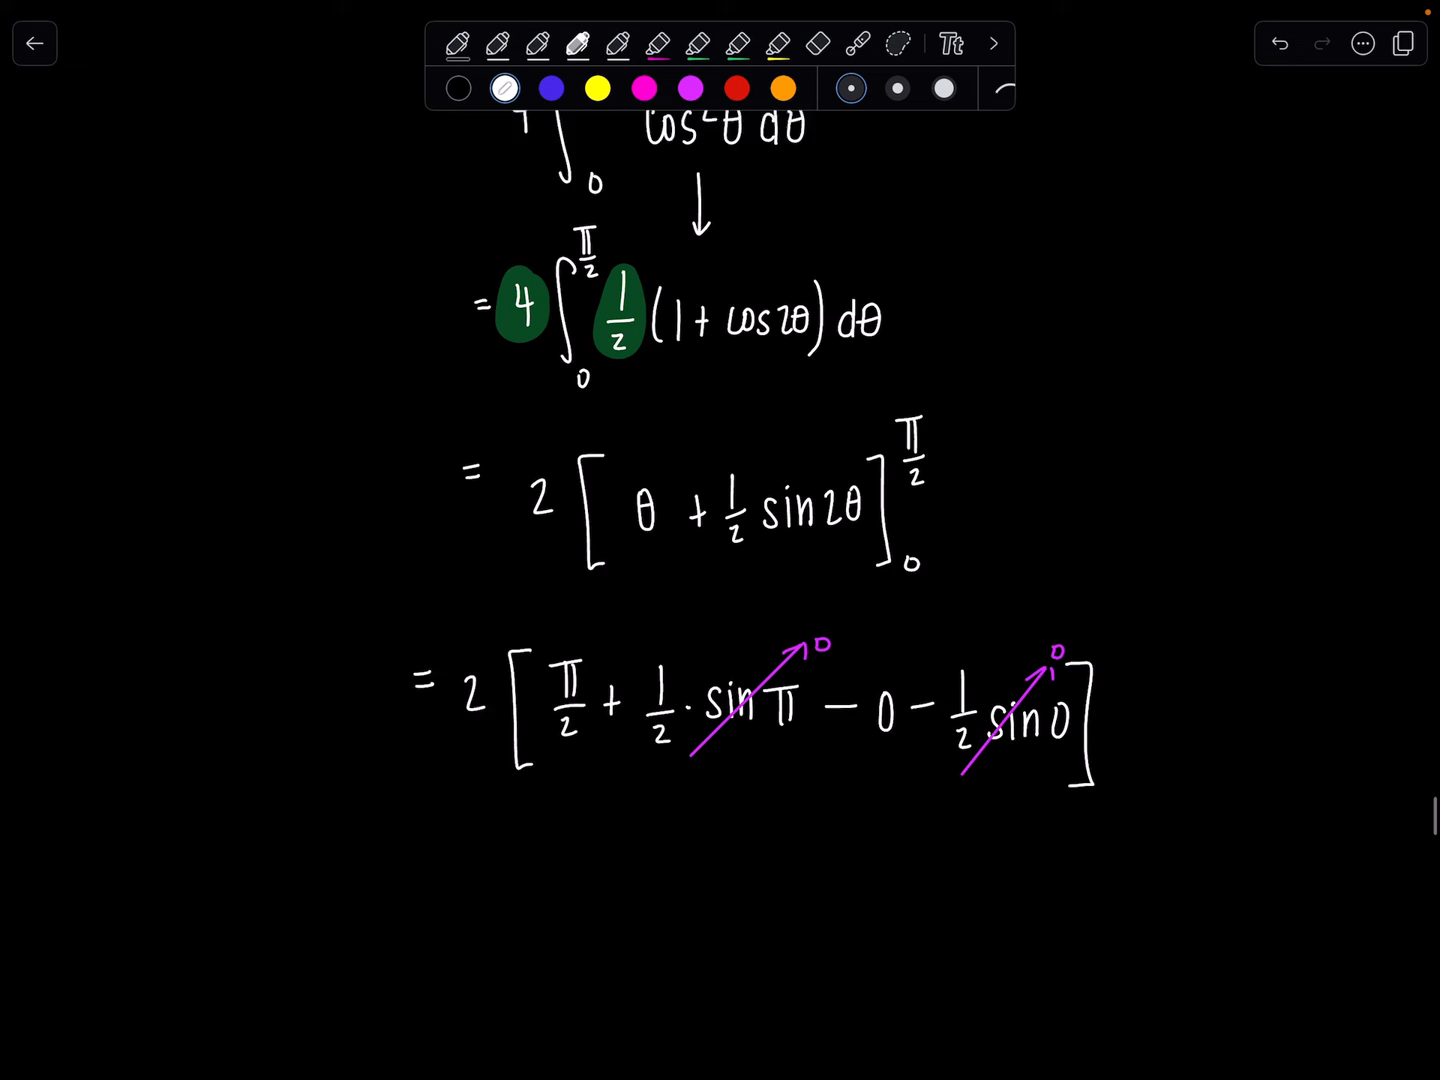 Tt
4 ∫₀ cos²θ dθ
= 4 ∫₀^(π/2) 1/2 (1 + cos2θ) dθ
= 2 [ θ + 1/2 sin2θ ]₀^(π/2)
0 0
= 2 [ π/2 + 1/2 · sin π − 0 − 1/2 sin 0 ]